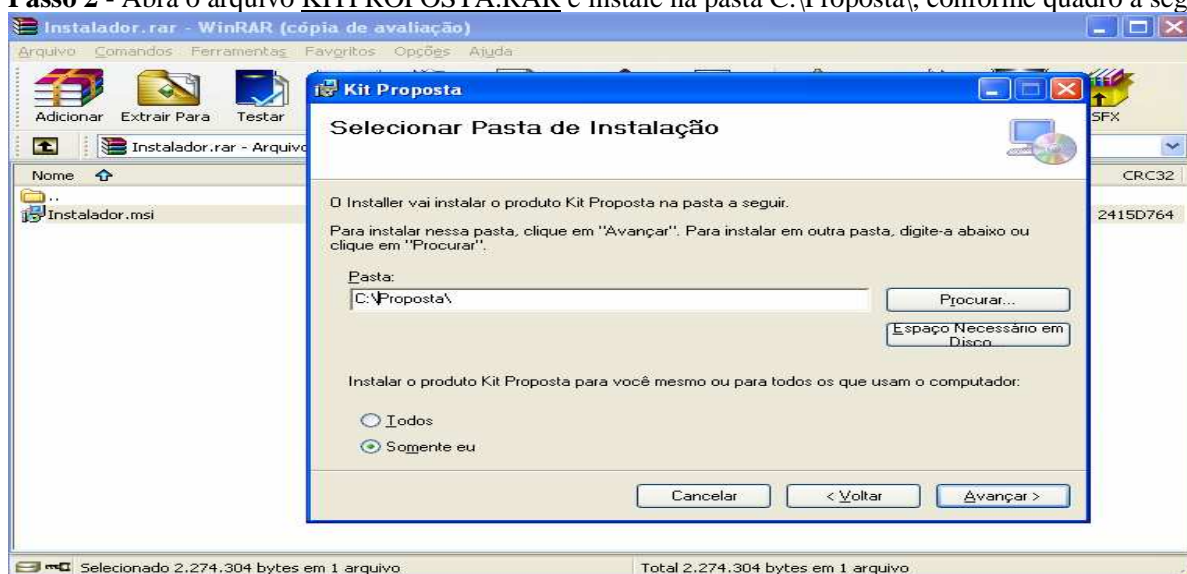 Passo 2 - Abra o arquivo KITPROPOSTA.RAR e instale na pasta C:\Proposta\, conforme quadro a seg
Instalador.rar - WinRAR (cópia de avaliação)
Arquivo Comandos Ferramentas Favoritos Opções Ajuda
Adicionar Extrair Para Testar SFX
Instalador.rar - Arquivo
Nome CRC32
..
Instalador.msi 2415D764
Kit Proposta
Selecionar Pasta de Instalação
O Installer vai instalar o produto Kit Proposta na pasta a seguir.
Para instalar nessa pasta, clique em "Avançar". Para instalar em outra pasta, digite-a abaixo ou
clique em "Procurar".
Pasta:
C:\Proposta\
Procurar...
Espaço Necessário em
Disco
Instalar o produto Kit Proposta para você mesmo ou para todos os que usam o computador:
Todos
Somente eu
Cancelar < Voltar Avançar >
Selecionado 2.274.304 bytes em 1 arquivo Total 2.274.304 bytes em 1 arquivo